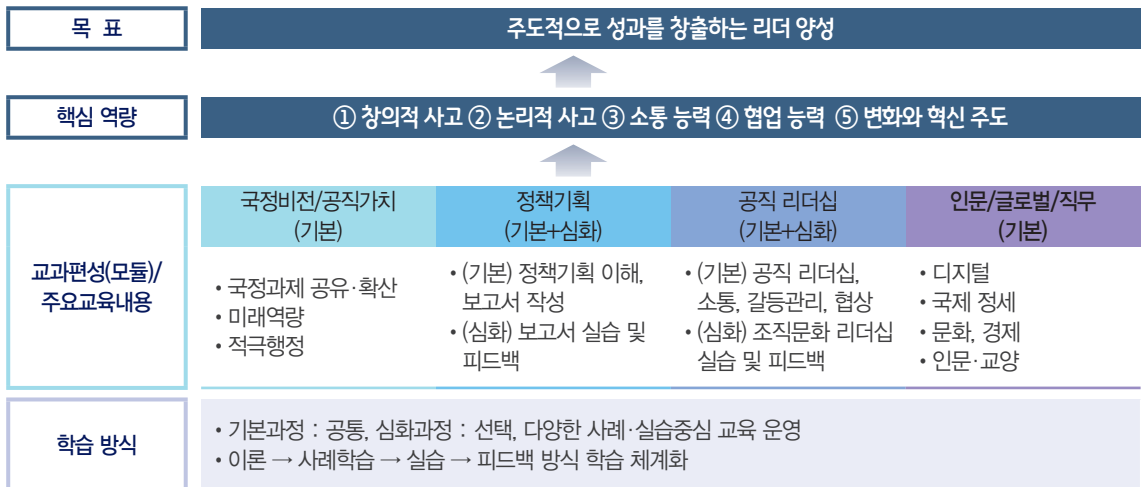 목 표
주도적으로 성과를 창출하는 리더 양성
핵심 역량
① 창의적 사고 ② 논리적 사고 ③ 소통 능력 ④ 협업 능력 ⑤ 변화와 혁신 주도
교과편성(모듈)/
주요교육내용
국정비전/공직가치
(기본)
• 국정과제 공유·확산
• 미래역량
• 적극행정
정책기획
(기본+심화)
• (기본) 정책기획 이해,
보고서 작성
• (심화) 보고서 실습 및
피드백
공직 리더십
(기본+심화)
• (기본) 공직 리더십,
소통, 갈등관리, 협상
• (심화) 조직문화 리더십
실습 및 피드백
인문/글로벌/직무
(기본)
• 디지털
• 국제 정세
• 문화, 경제
• 인문·교양
학습 방식
• 기본과정 : 공통, 심화과정 : 선택, 다양한 사례·실습중심 교육 운영
• 이론 → 사례학습 → 실습 → 피드백 방식 학습 체계화